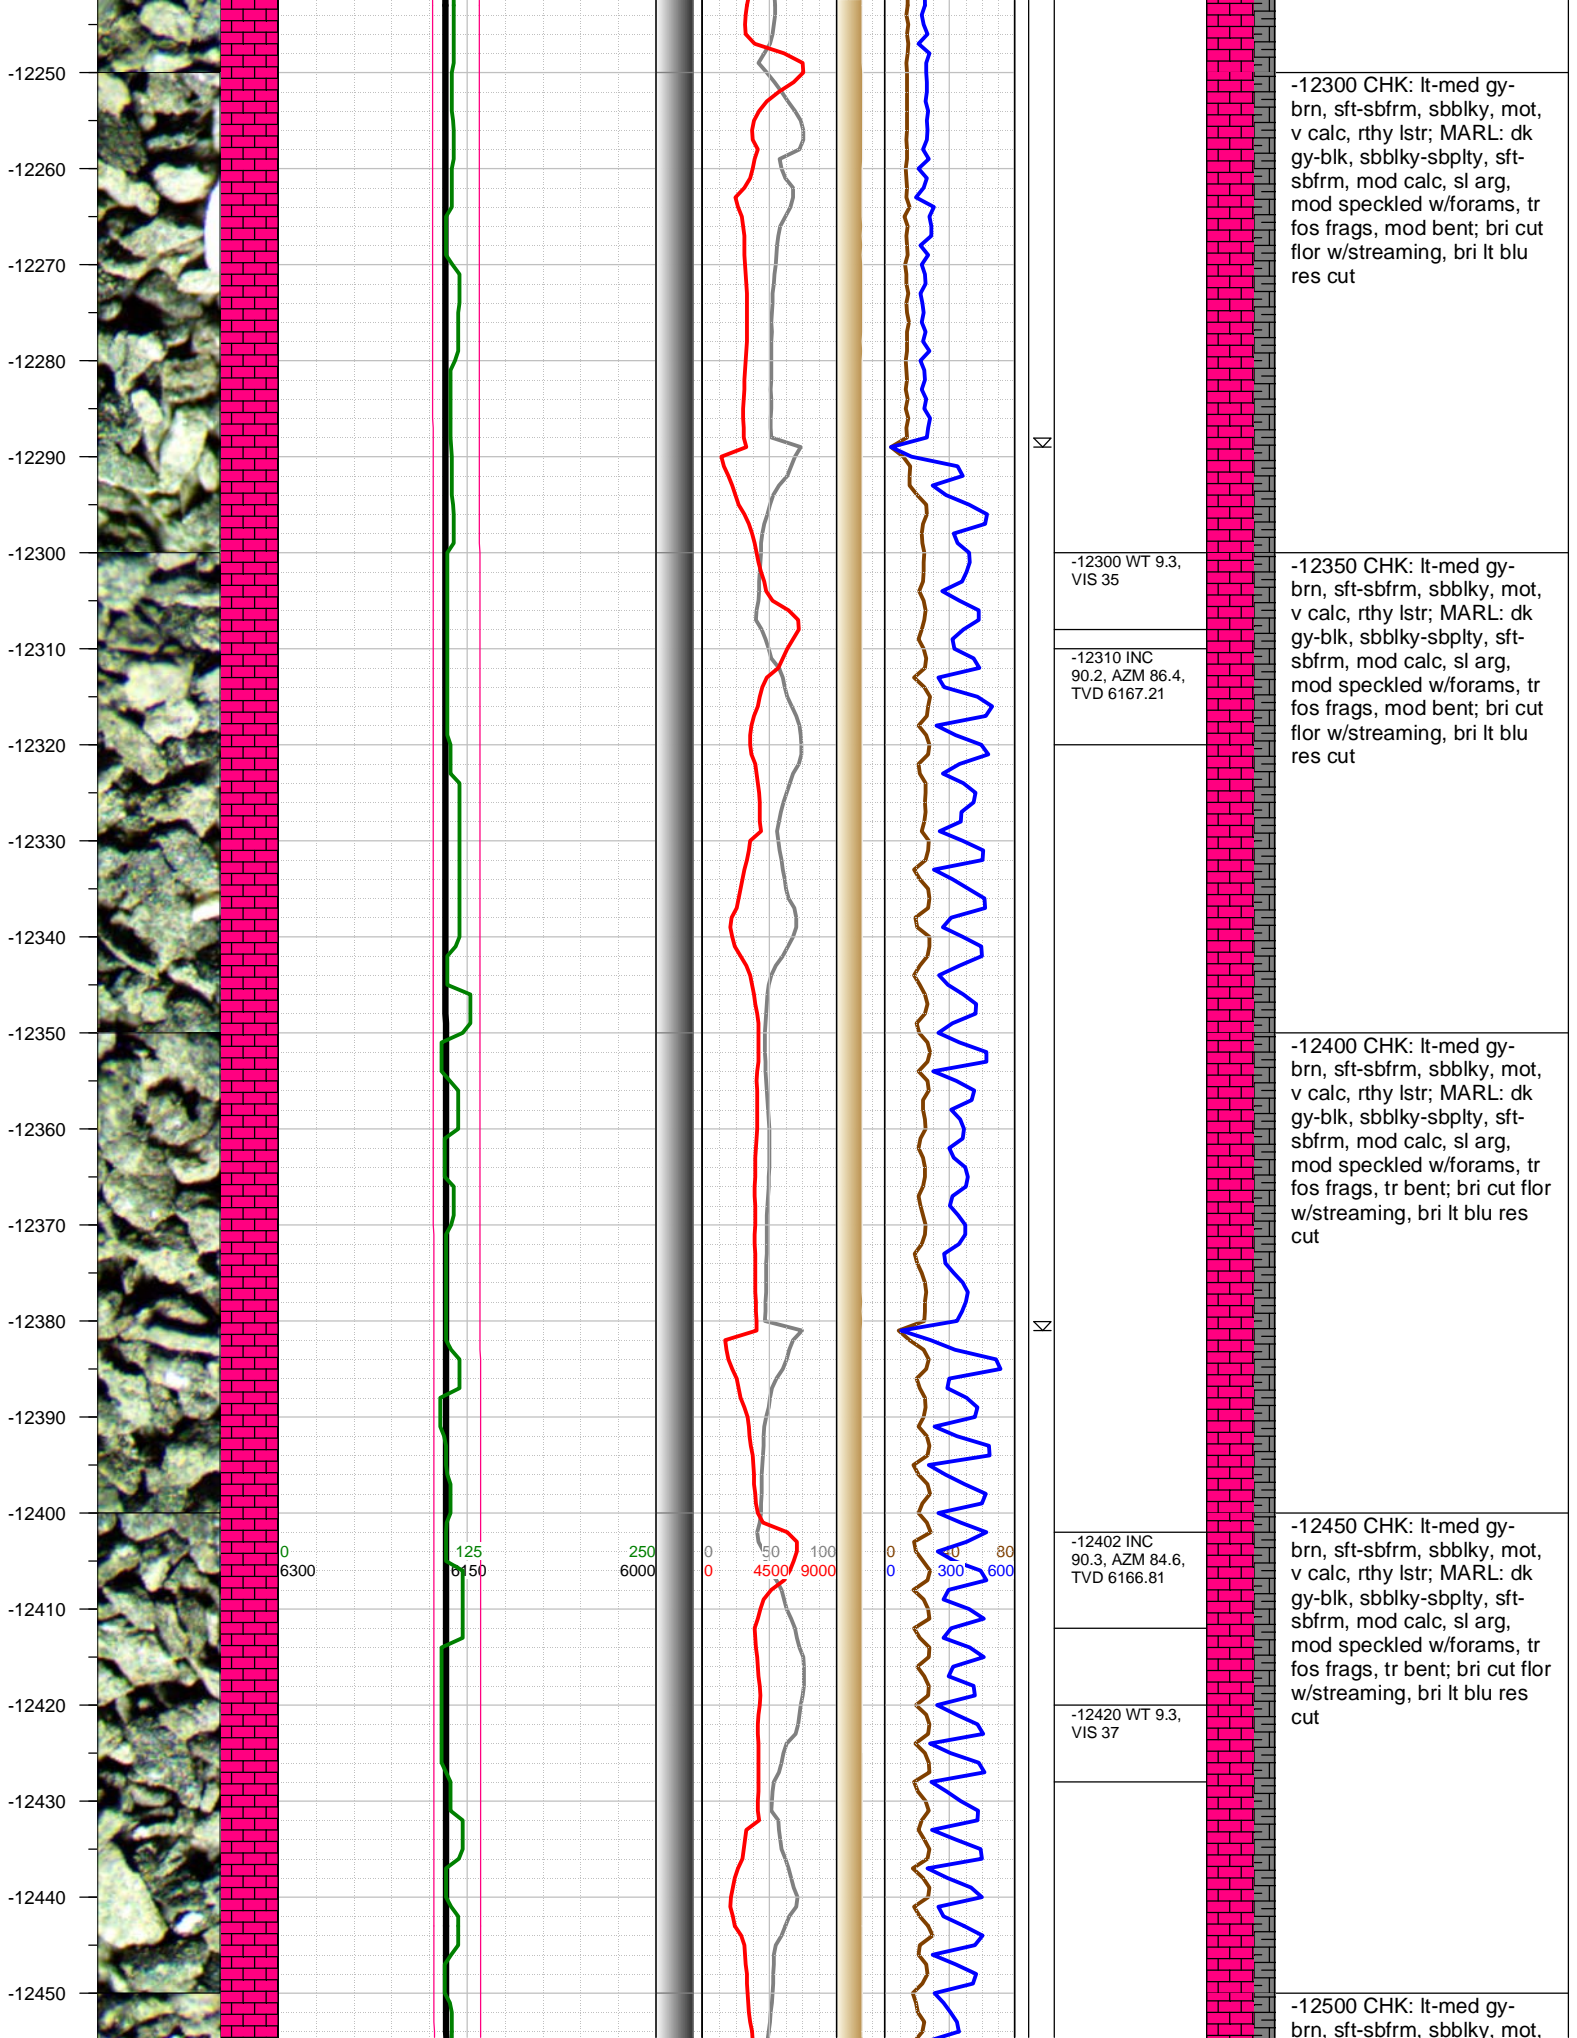 -12250
-12260
-12270
-12280
-12290
-12300
-12310
-12320
-12330
-12340
-12350
-12360
-12370
-12380
-12390
-12400
-12410
-12420
-12430
-12440
-12450
0 125 250
6300 6150 6000
0 50 100
0 4500 9000
0 40 80
0 300 600
-12300 WT 9.3,
VIS 35
-12310 INC
90.2, AZM 86.4,
TVD 6167.21
-12402 INC
90.3, AZM 84.6,
TVD 6166.81
-12420 WT 9.3,
VIS 37
-12300 CHK: lt-med gy-
brn, sft-sbfrm, sbblky, mot,
v calc, rthy lstr; MARL: dk
gy-blk, sbblky-sbplty, sft-
sbfrm, mod calc, sl arg,
mod speckled w/forams, tr
fos frags, mod bent; bri cut
flor w/streaming, bri lt blu
res cut
-12350 CHK: lt-med gy-
brn, sft-sbfrm, sbblky, mot,
v calc, rthy lstr; MARL: dk
gy-blk, sbblky-sbplty, sft-
sbfrm, mod calc, sl arg,
mod speckled w/forams, tr
fos frags, mod bent; bri cut
flor w/streaming, bri lt blu
res cut
-12400 CHK: lt-med gy-
brn, sft-sbfrm, sbblky, mot,
v calc, rthy lstr; MARL: dk
gy-blk, sbblky-sbplty, sft-
sbfrm, mod calc, sl arg,
mod speckled w/forams, tr
fos frags, tr bent; bri cut flor
w/streaming, bri lt blu res
cut
-12450 CHK: lt-med gy-
brn, sft-sbfrm, sbblky, mot,
v calc, rthy lstr; MARL: dk
gy-blk, sbblky-sbplty, sft-
sbfrm, mod calc, sl arg,
mod speckled w/forams, tr
fos frags, tr bent; bri cut flor
w/streaming, bri lt blu res
cut
-12500 CHK: lt-med gy-
brn, sft-sbfrm, sbblky, mot,